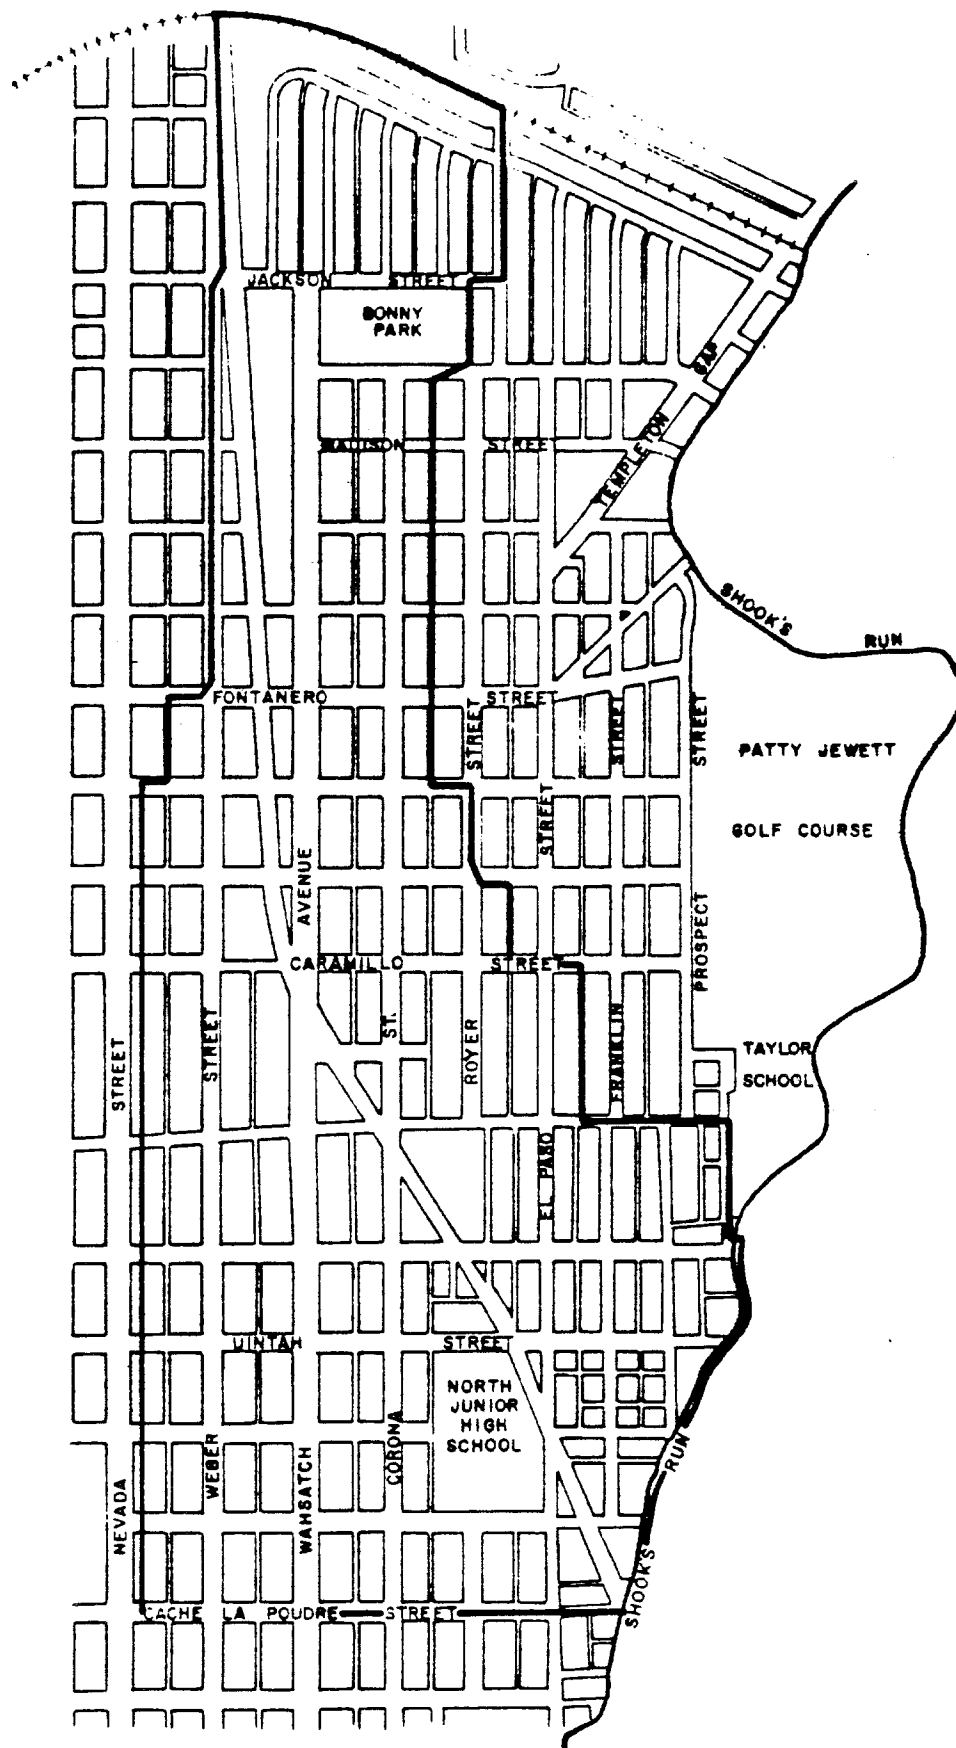 JACKSON STREET
BONNY
PARK
GAP
MADISON STREET
TEMPLETON
SHOOK'S
RUN
FONTANERO STREET
STREET
STREET
STREET
PATTY JEWETT
STREET
GOLF COURSE
AVENUE
PROSPECT
CARAMILLO STREET
STREET
STREET
ST.
ROYER
FRANKLIN
TAYLOR
SCHOOL
EL PASO
UINTAH STREET
NORTH
JUNIOR
HIGH
SCHOOL
NEVADA
WEBER
WAHSATCH
CORONA
RUN
SHOOK'S
CACHE LA POUDRE STREET